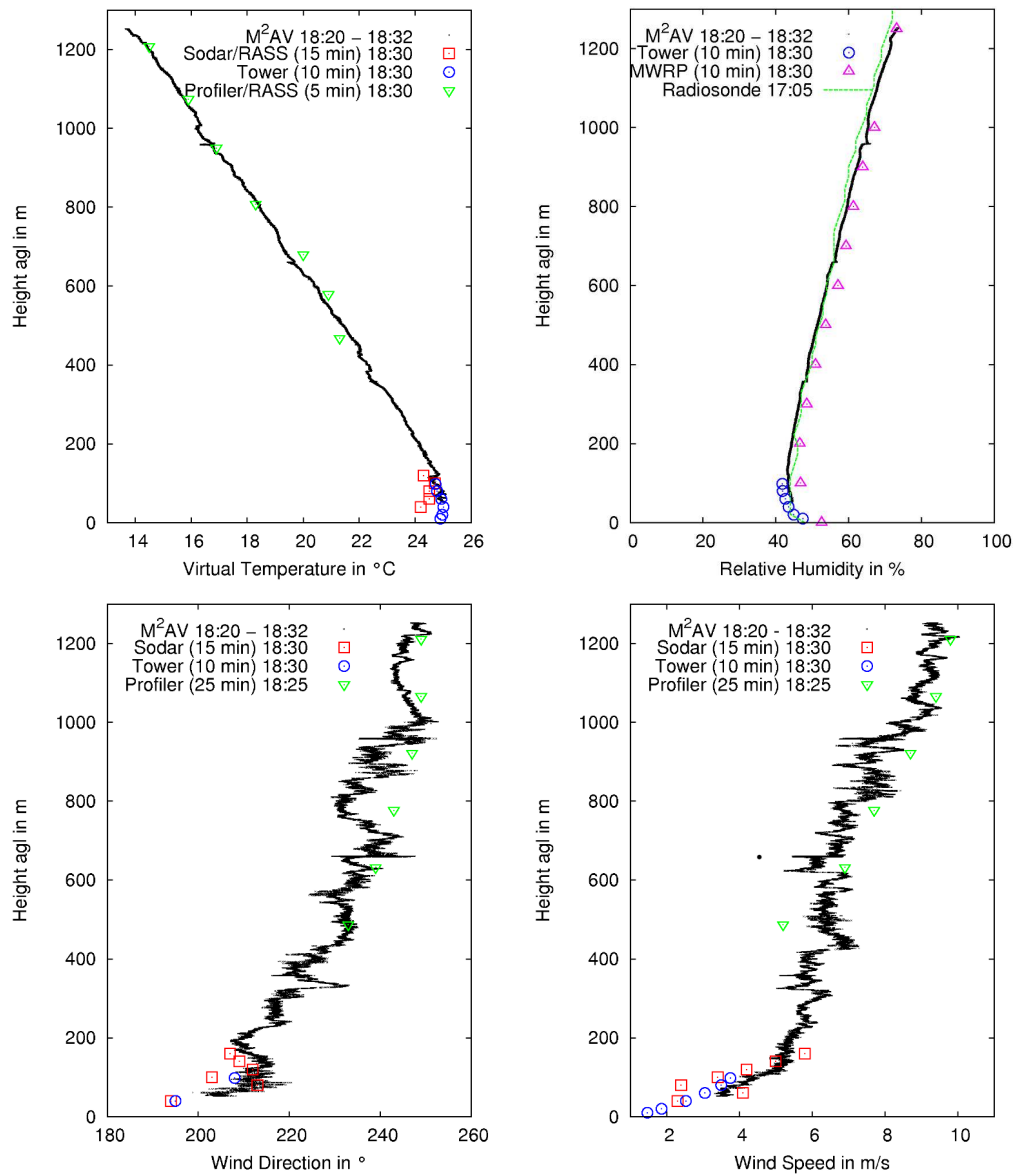 1200
1000
800
600
400
200
0
Height agl in m
M²AV 18:20 – 18:32
Sodar/RASS (15 min) 18:30
Tower (10 min) 18:30
Profiler/RASS (5 min) 18:30
14 16 18 20 22 24 26
Virtual Temperature in °C
1200
1000
800
600
400
200
0
Height agl in m
M²AV 18:20 – 18:32
Tower (10 min) 18:30
MWRP (10 min) 18:30
Radiosonde 17:05
0 20 40 60 80 100
Relative Humidity in %
1200
1000
800
600
400
200
0
Height agl in m
M²AV 18:20 – 18:32
Sodar (15 min) 18:30
Tower (10 min) 18:30
Profiler (25 min) 18:25
180 200 220 240 260
Wind Direction in °
1200
1000
800
600
400
200
0
Height agl in m
M²AV 18:20 - 18:32
Sodar (15 min) 18:30
Tower (10 min) 18:30
Profiler (25 min) 18:25
2 4 6 8 10
Wind Speed in m/s